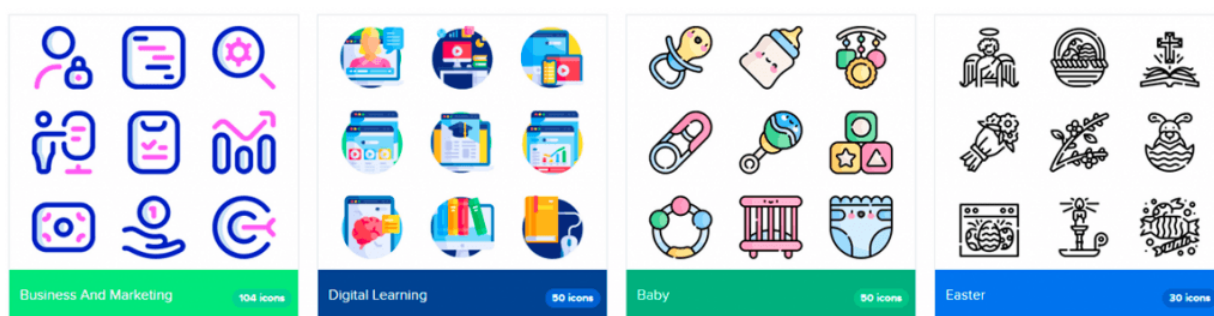 Business And Marketing
104 icons
Digital Learning
50 icons
Baby
50 icons
Easter
30 icons